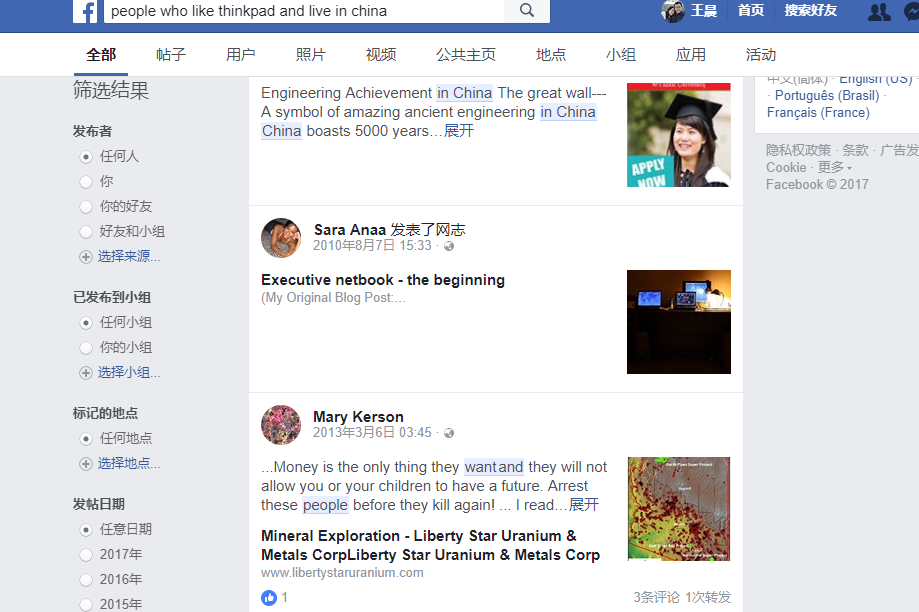 people who like thinkpad and live in china
王晨
首页
搜索好友
全部
帖子
用户
照片
视频
公共主页
地点
小组
应用
活动
筛选结果
发布者
任何人
你
你的好友
好友和小组
选择来源...
已发布到小组
任何小组
你的小组
选择小组...
标记的地点
任何地点
选择地点...
发帖日期
任意日期
2017年
2016年
2015年
Engineering Achievement in China The great wall---
A symbol of amazing ancient engineering in China
China boasts 5000 years…展开
APPLY
NOW
Sara Anaa 发表了网志
2010年8月7日 15:33 ·
Executive netbook - the beginning
(My Original Blog Post:...
Mary Kerson
2013年3月6日 03:45 ·
...Money is the only thing they want and they will not
allow you or your children to have a future. Arrest
these people before they kill again! ... I read…展开
Mineral Exploration - Liberty Star Uranium &
Metals CorpLiberty Star Uranium & Metals Corp
www.libertystaruranium.com
1
3条评论 1次转发
中文(简体) · English (US) ·
· Português (Brasil) ·
Français (France)
隐私权政策 · 条款 · 广告发
Cookie · 更多
Facebook © 2017